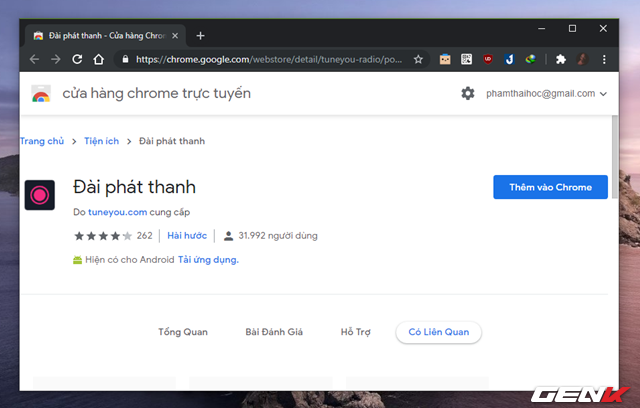 Đài phát thanh - Cửa hàng Chrom
https://chrome.google.com/webstore/detail/tuneyou-radio/po...
cửa hàng chrome trực tuyến
phamthaihoc@gmail.com
Trang chủ > Tiện ích > Đài phát thanh
Đài phát thanh
Thêm vào Chrome
Do tuneyou.com cung cấp
262 Hài hước 31.992 người dùng
Hiện có cho Android Tải ứng dụng.
Tổng Quan Bài Đánh Giá Hỗ Trợ Có Liên Quan
GENK